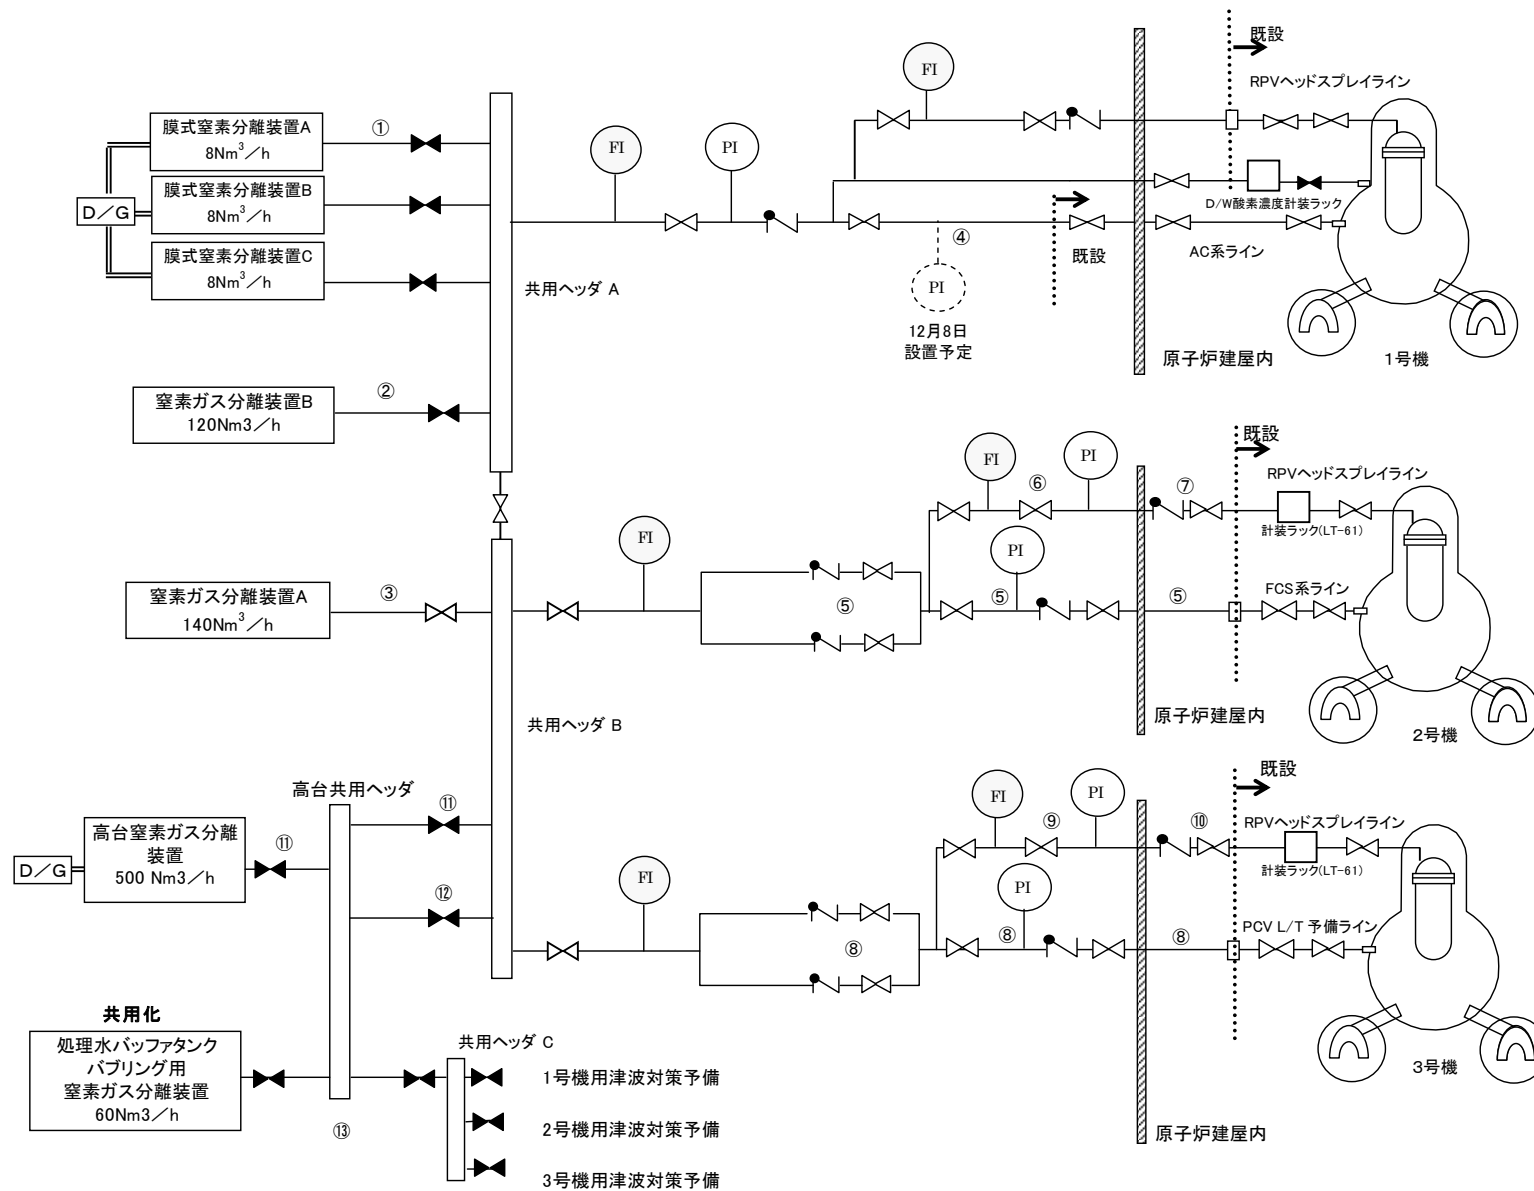 膜式窒素分離装置A
8Nm³/h
①
膜式窒素分離装置B
8Nm³/h
膜式窒素分離装置C
8Nm³/h
D/G
共用ヘッダ A
窒素ガス分離装置B
120Nm3/h
②
FI
PI
FI
④
PI
12月8日
設置予定
既設
既設
RPVヘッドスプレイライン
D/W酸素濃度計装ラック
AC系ライン
原子炉建屋内
1号機
窒素ガス分離装置A
140Nm³/h
③
共用ヘッダ B
FI
⑤
FI
⑥
PI
⑦
PI
⑤
⑤
既設
RPVヘッドスプレイライン
計装ラック(LT-61)
FCS系ライン
原子炉建屋内
2号機
高台共用ヘッダ
D/G
高台窒素ガス分離
装置
500 Nm3/h
⑪
⑪
⑫
FI
⑧
FI
⑨
PI
⑩
PI
⑧
⑧
既設
RPVヘッドスプレイライン
計装ラック(LT-61)
PCV L/T 予備ライン
原子炉建屋内
3号機
共用化
処理水バッファタンク
バブリング用
窒素ガス分離装置
60Nm3/h
⑬
共用ヘッダ C
1号機用津波対策予備
2号機用津波対策予備
3号機用津波対策予備